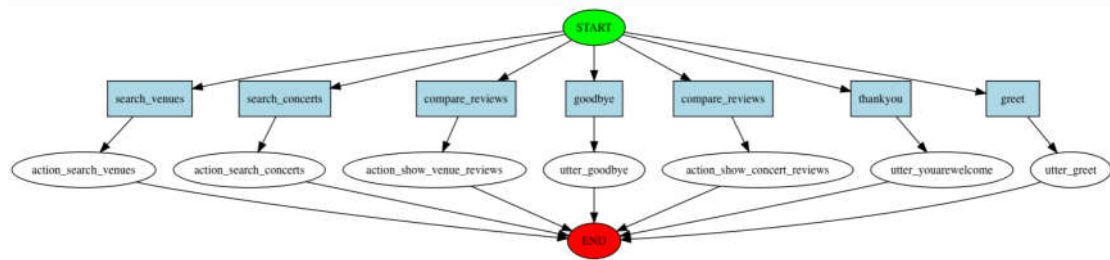 START
search_venues search_concerts compare_reviews goodbye compare_reviews thankyou greet
action_search_venues action_search_concerts action_show_venue_reviews utter_goodbye action_show_concert_reviews utter_youarewelcome utter_greet
END